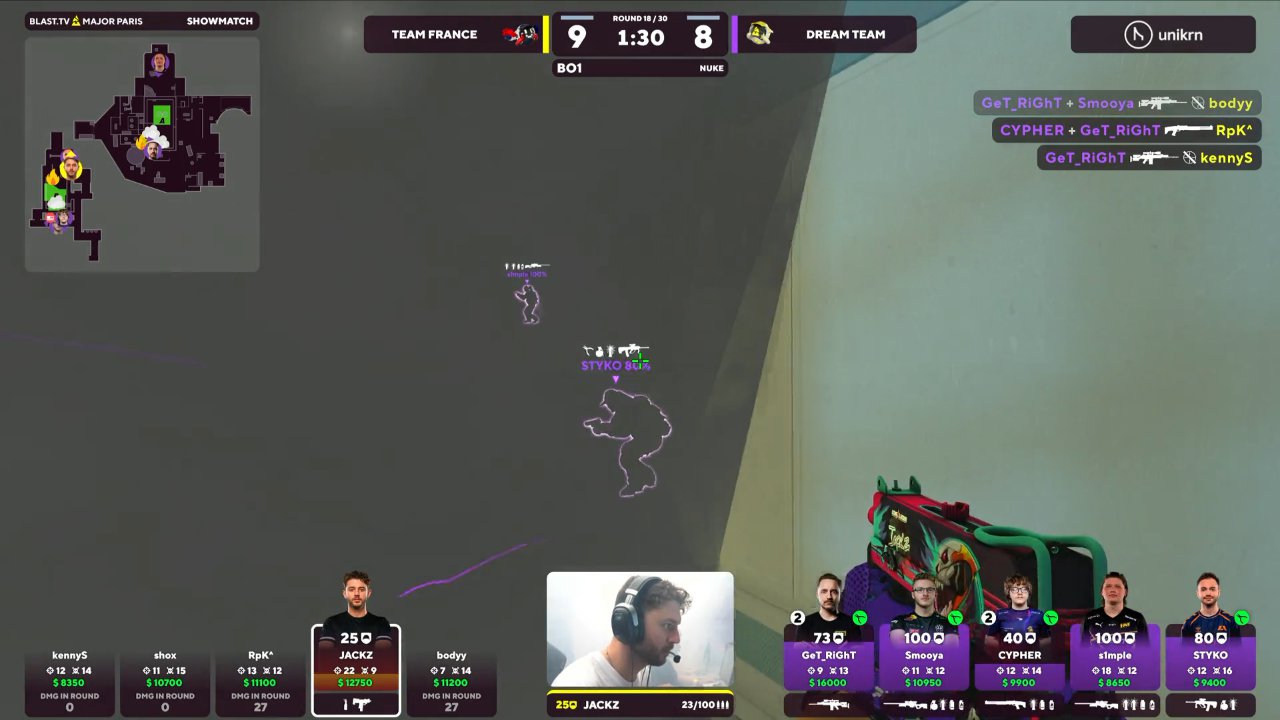 BLAST.TV MAJOR PARIS
SHOWMATCH
TEAM FRANCE
9
ROUND 18 / 30
1:30
8
DREAM TEAM
BO1
NUKE
unikrn
GeT_RiGhT + Smooya bodyy
CYPHER + GeT_RiGhT RpK^
GeT_RiGhT kennyS
s1mple 100%
STYKO 80%
kennyS
12 14
$ 8350
DMG IN ROUND
0
shox
11 15
$ 10700
DMG IN ROUND
0
RpK^
13 12
$ 11100
DMG IN ROUND
27
25
JACKZ
22 9
$ 12750
bodyy
7 14
$ 11200
DMG IN ROUND
27
25 JACKZ
23/100
2
73
GeT_RiGhT
9 13
$ 16000
100
Smooya
11 12
$ 10950
2
40
CYPHER
12 14
$ 9900
100
s1mple
18 12
$ 8650
80
STYKO
12 16
$ 9400